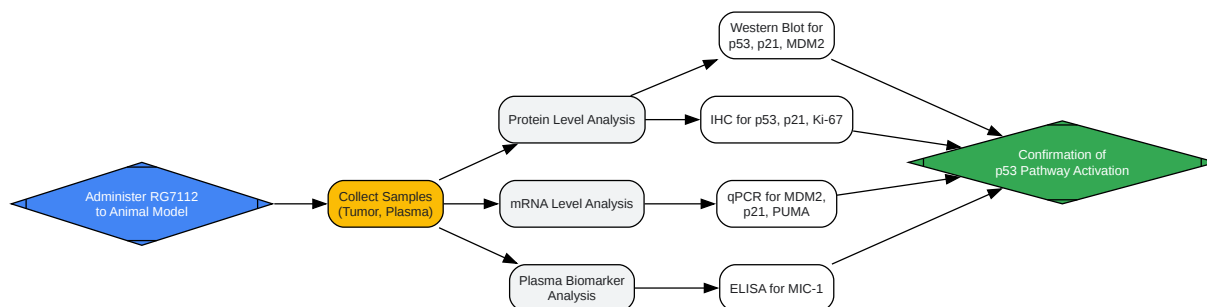 Administer RG7112
to Animal Model
Collect Samples
(Tumor, Plasma)
Protein Level Analysis
mRNA Level Analysis
Plasma Biomarker
Analysis
Western Blot for
p53, p21, MDM2
IHC for p53, p21, Ki-67
qPCR for MDM2,
p21, PUMA
ELISA for MIC-1
Confirmation of
p53 Pathway Activation